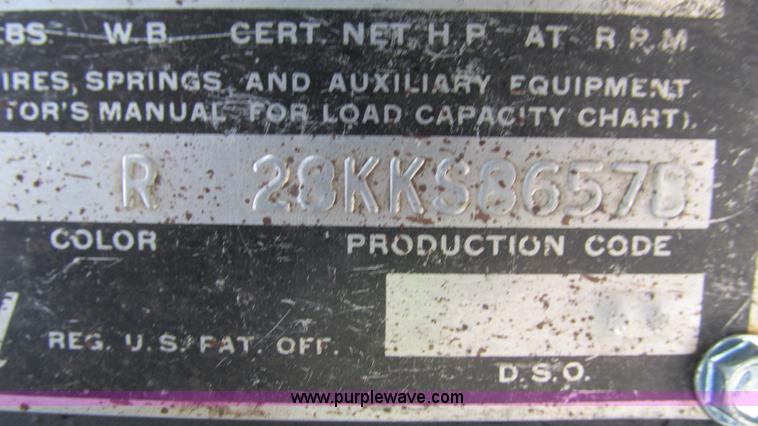 LBS. W.B. CERT. NET. H.P. AT R.P.M.
IRES, SPRINGS, AND AUXILIARY EQUIPMENT
TOR'S MANUAL FOR LOAD CAPACITY CHART).
R 28KKS86578
COLOR PRODUCTION CODE
REG. U.S. PAT. OFF.
D.S.O.
www.purplewave.com